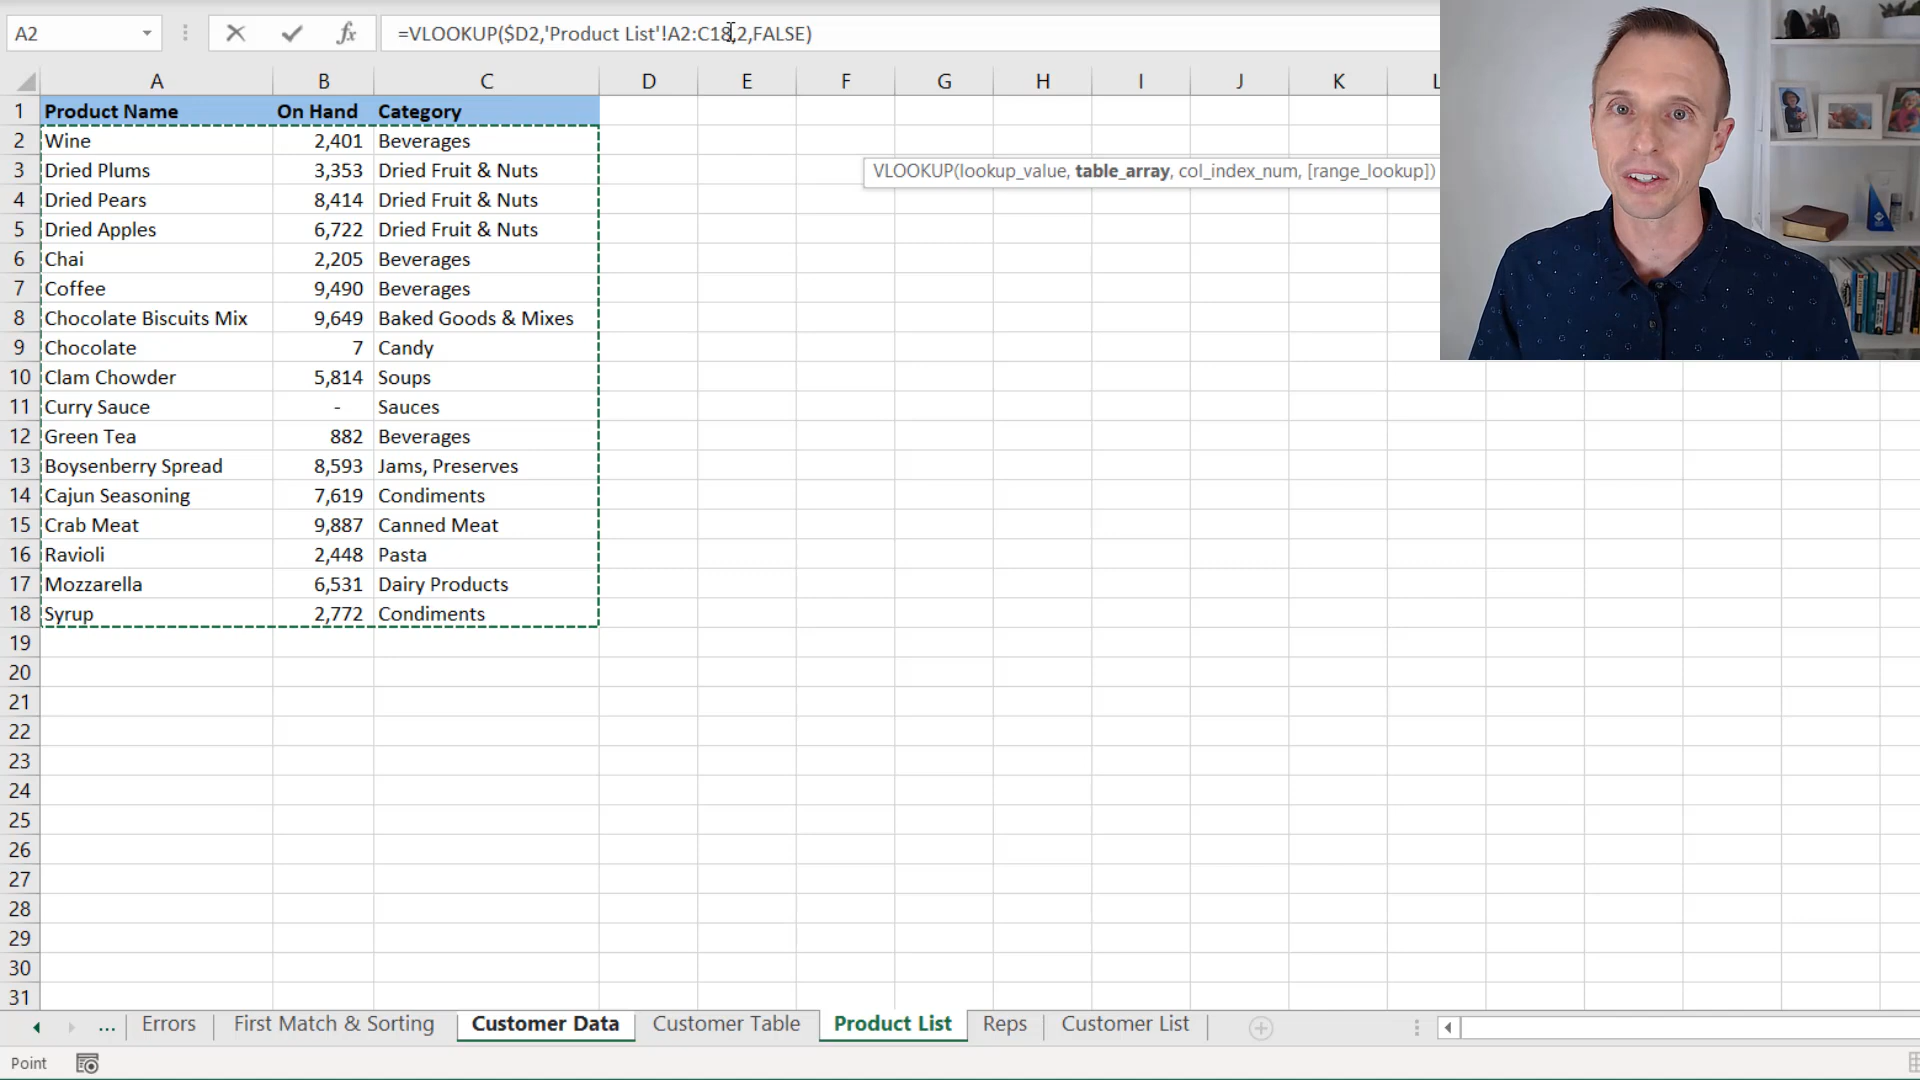 A2
fx
=VLOOKUP($D2,'Product List'!A2:C18,2,FALSE)
A B C D E F G H I J K L
1 Product Name On Hand Category
2 Wine 2,401 Beverages
3 Dried Plums 3,353 Dried Fruit & Nuts
VLOOKUP(lookup_value, table_array, col_index_num, [range_lookup])
4 Dried Pears 8,414 Dried Fruit & Nuts
5 Dried Apples 6,722 Dried Fruit & Nuts
6 Chai 2,205 Beverages
7 Coffee 9,490 Beverages
8 Chocolate Biscuits Mix 9,649 Baked Goods & Mixes
9 Chocolate 7 Candy
10 Clam Chowder 5,814 Soups
11 Curry Sauce - Sauces
12 Green Tea 882 Beverages
13 Boysenberry Spread 8,593 Jams, Preserves
14 Cajun Seasoning 7,619 Condiments
15 Crab Meat 9,887 Canned Meat
16 Ravioli 2,448 Pasta
17 Mozzarella 6,531 Dairy Products
18 Syrup 2,772 Condiments
19
20
21
22
23
24
25
26
27
28
29
30
31
... Errors First Match & Sorting Customer Data Customer Table Product List Reps Customer List
Point